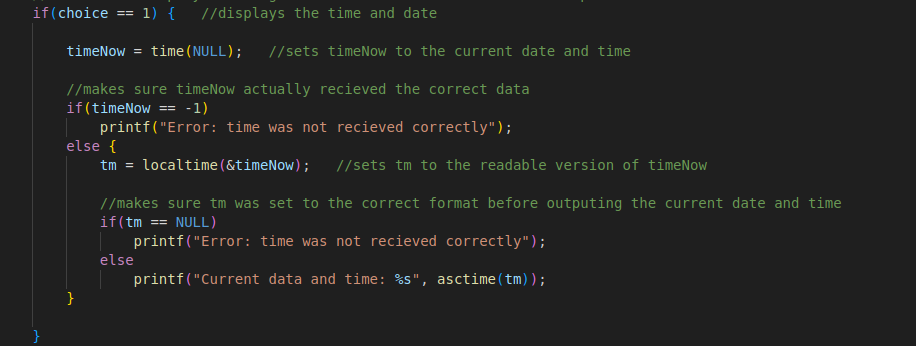 if(choice == 1) {   //displays the time and date
timeNow = time(NULL);   //sets timeNow to the current date and time
//makes sure timeNow actually recieved the correct data
if(timeNow == -1)
printf("Error: time was not recieved correctly");
else {
tm = localtime(&timeNow);   //sets tm to the readable version of timeNow
//makes sure tm was set to the correct format before outputing the current date and time
if(tm == NULL)
printf("Error: time was not recieved correctly");
else
printf("Current data and time: %s", asctime(tm));
}
}